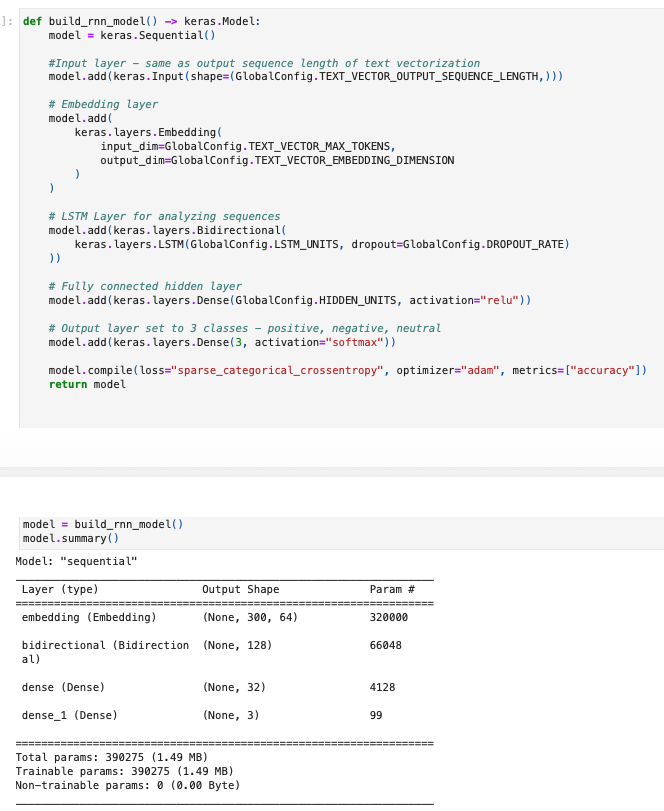 ]: def build_rnn_model() -> keras.Model:
    model = keras.Sequential()

    #Input layer – same as output sequence length of text vectorization
    model.add(keras.Input(shape=(GlobalConfig.TEXT_VECTOR_OUTPUT_SEQUENCE_LENGTH,)))

    # Embedding layer
    model.add(
        keras.layers.Embedding(
            input_dim=GlobalConfig.TEXT_VECTOR_MAX_TOKENS,
            output_dim=GlobalConfig.TEXT_VECTOR_EMBEDDING_DIMENSION
        )
    )

    # LSTM Layer for analyzing sequences
    model.add(keras.layers.Bidirectional(
        keras.layers.LSTM(GlobalConfig.LSTM_UNITS, dropout=GlobalConfig.DROPOUT_RATE)
    ))

    # Fully connected hidden layer
    model.add(keras.layers.Dense(GlobalConfig.HIDDEN_UNITS, activation="relu"))

    # Output layer set to 3 classes – positive, negative, neutral
    model.add(keras.layers.Dense(3, activation="softmax"))

    model.compile(loss="sparse_categorical_crossentropy", optimizer="adam", metrics=["accuracy"])
    return model

model = build_rnn_model()
model.summary()
Model: "sequential"
_________________________________________________________________
 Layer (type)                Output Shape              Param #
=================================================================
 embedding (Embedding)       (None, 300, 64)           320000

 bidirectional (Bidirection  (None, 128)               66048
 al)

 dense (Dense)               (None, 32)                4128

 dense_1 (Dense)             (None, 3)                 99

=================================================================
Total params: 390275 (1.49 MB)
Trainable params: 390275 (1.49 MB)
Non-trainable params: 0 (0.00 Byte)
_________________________________________________________________